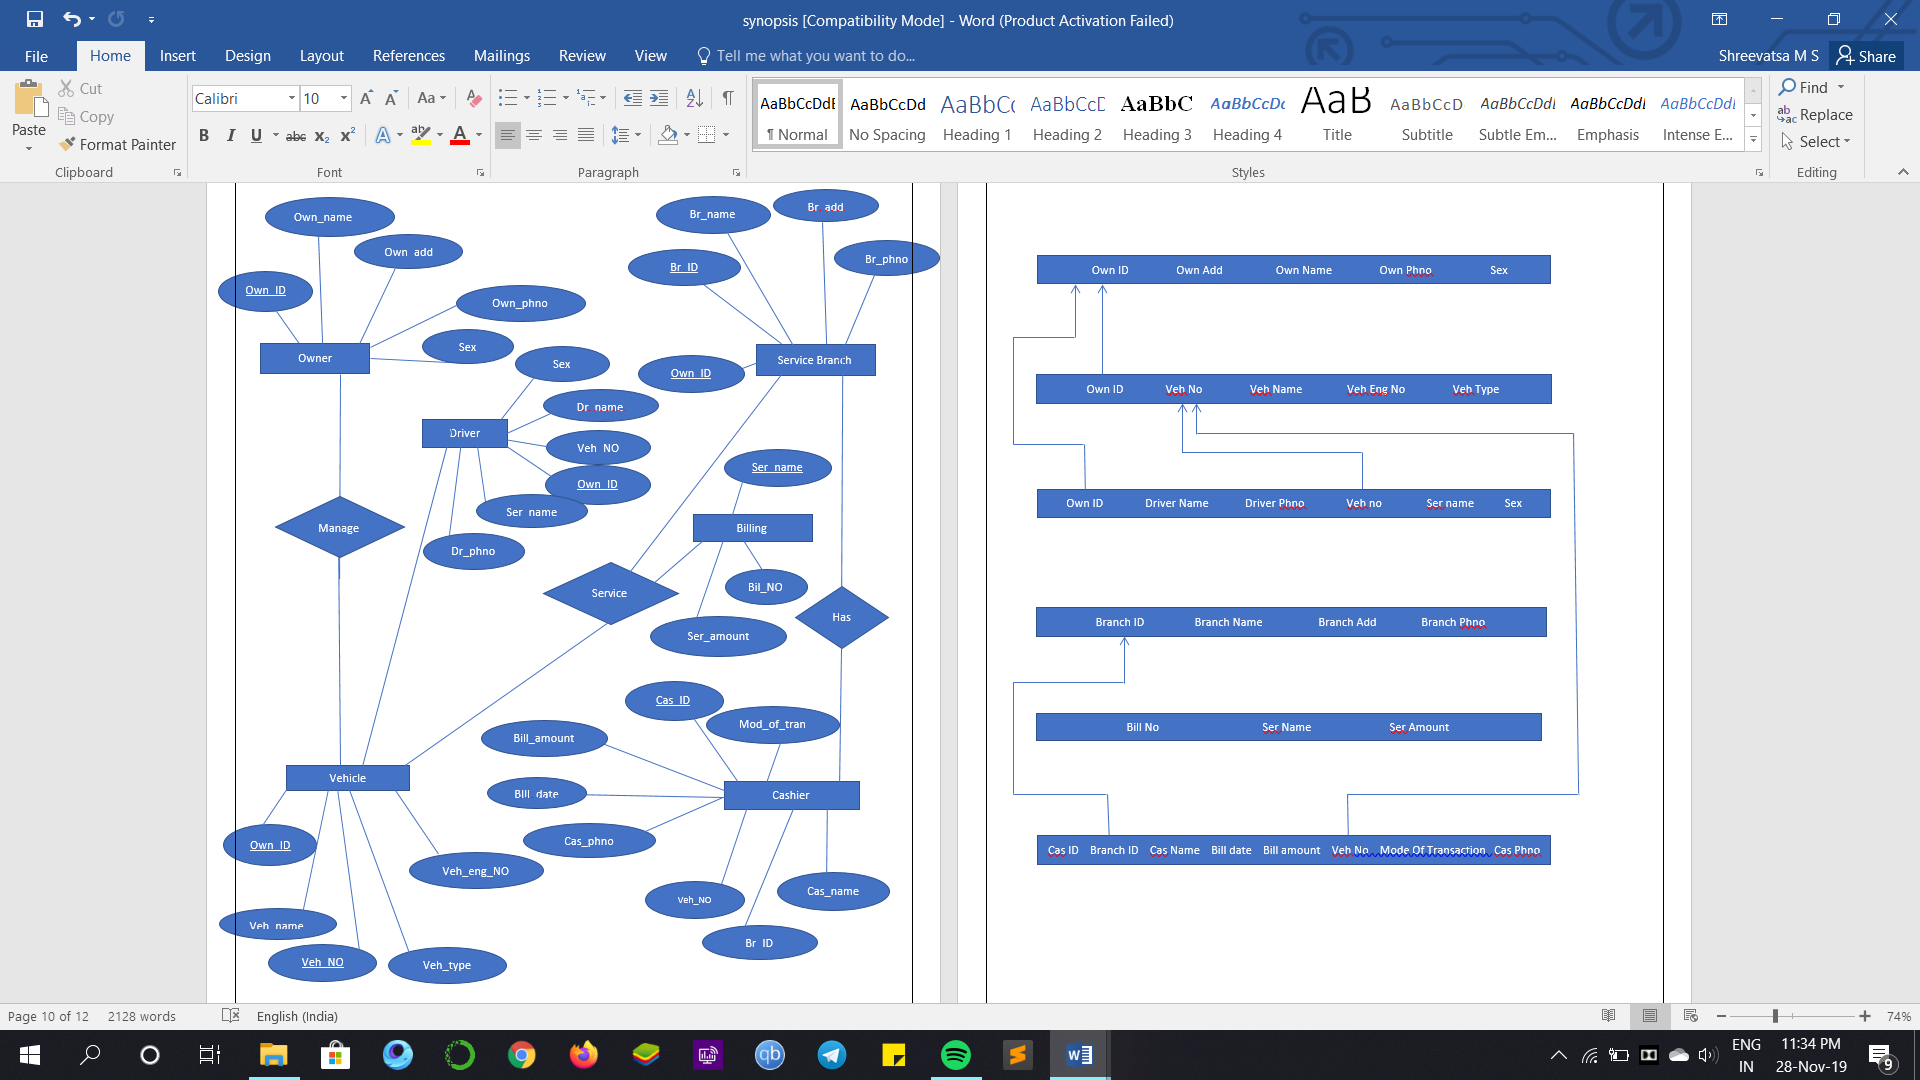 synopsis [Compatibility Mode] - Word (Product Activation Failed)
File Home Insert Design Layout References Mailings Review View Tell me what you want to do... Shreevatsa M S Share
Paste
Cut
Copy
Format Painter
Clipboard
Calibri 10
Font
Paragraph
AaBbCcDdE AaBbCcDd AaBbCc AaBbCcD AaBbC AaBbCcDc AaB AaBbCcD AaBbCcDdI AaBbCcDdI AaBbCcDdI
¶ Normal No Spacing Heading 1 Heading 2 Heading 3 Heading 4 Title Subtitle Subtle Em... Emphasis Intense E...
Styles
Find
Replace
Select
Editing
Own_name
Own_add
Own_ID
Own_phno
Sex
Owner
Br_name
Br_add
Br_ID
Br_phno
Service Branch
Own_ID
Sex
Dr_name
Driver
Veh_NO
Own_ID
Ser_name
Dr_phno
Manage
Ser_name
Billing
Service
Bil_NO
Ser_amount
Has
Cas_ID
Mod_of_tran
Bill_amount
Bill_date
Cashier
Cas_phno
Veh_NO
Cas_name
Br_ID
Vehicle
Own_ID
Veh_eng_NO
Veh_name
Veh_NO
Veh_type
Own ID Own Add Own Name Own Phno Sex
Own ID Veh No Veh Name Veh Eng No Veh Type
Own ID Driver Name Driver Phno Veh no Ser name Sex
Branch ID Branch Name Branch Add Branch Phno
Bill No Ser Name Ser Amount
Cas ID Branch ID Cas Name Bill date Bill amount Veh No Mode Of Transaction Cas Phno
Page 10 of 12 2128 words English (India) 74%
ENG
IN
11:34 PM
28-Nov-19
9